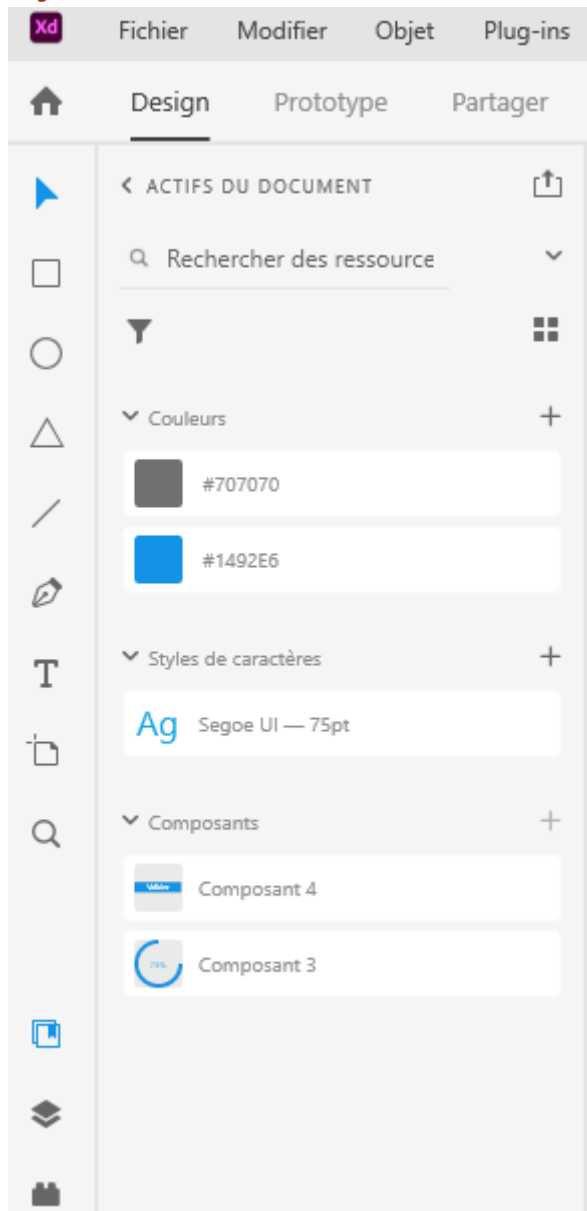 Xd Fichier Modifier Objet Plug-ins
Design Prototype Partager
ACTIFS DU DOCUMENT
Rechercher des ressource
Couleurs
#707070
#1492E6
Styles de caractères
Ag Segoe UI — 75pt
Composants
Valider Composant 4
Composant 3